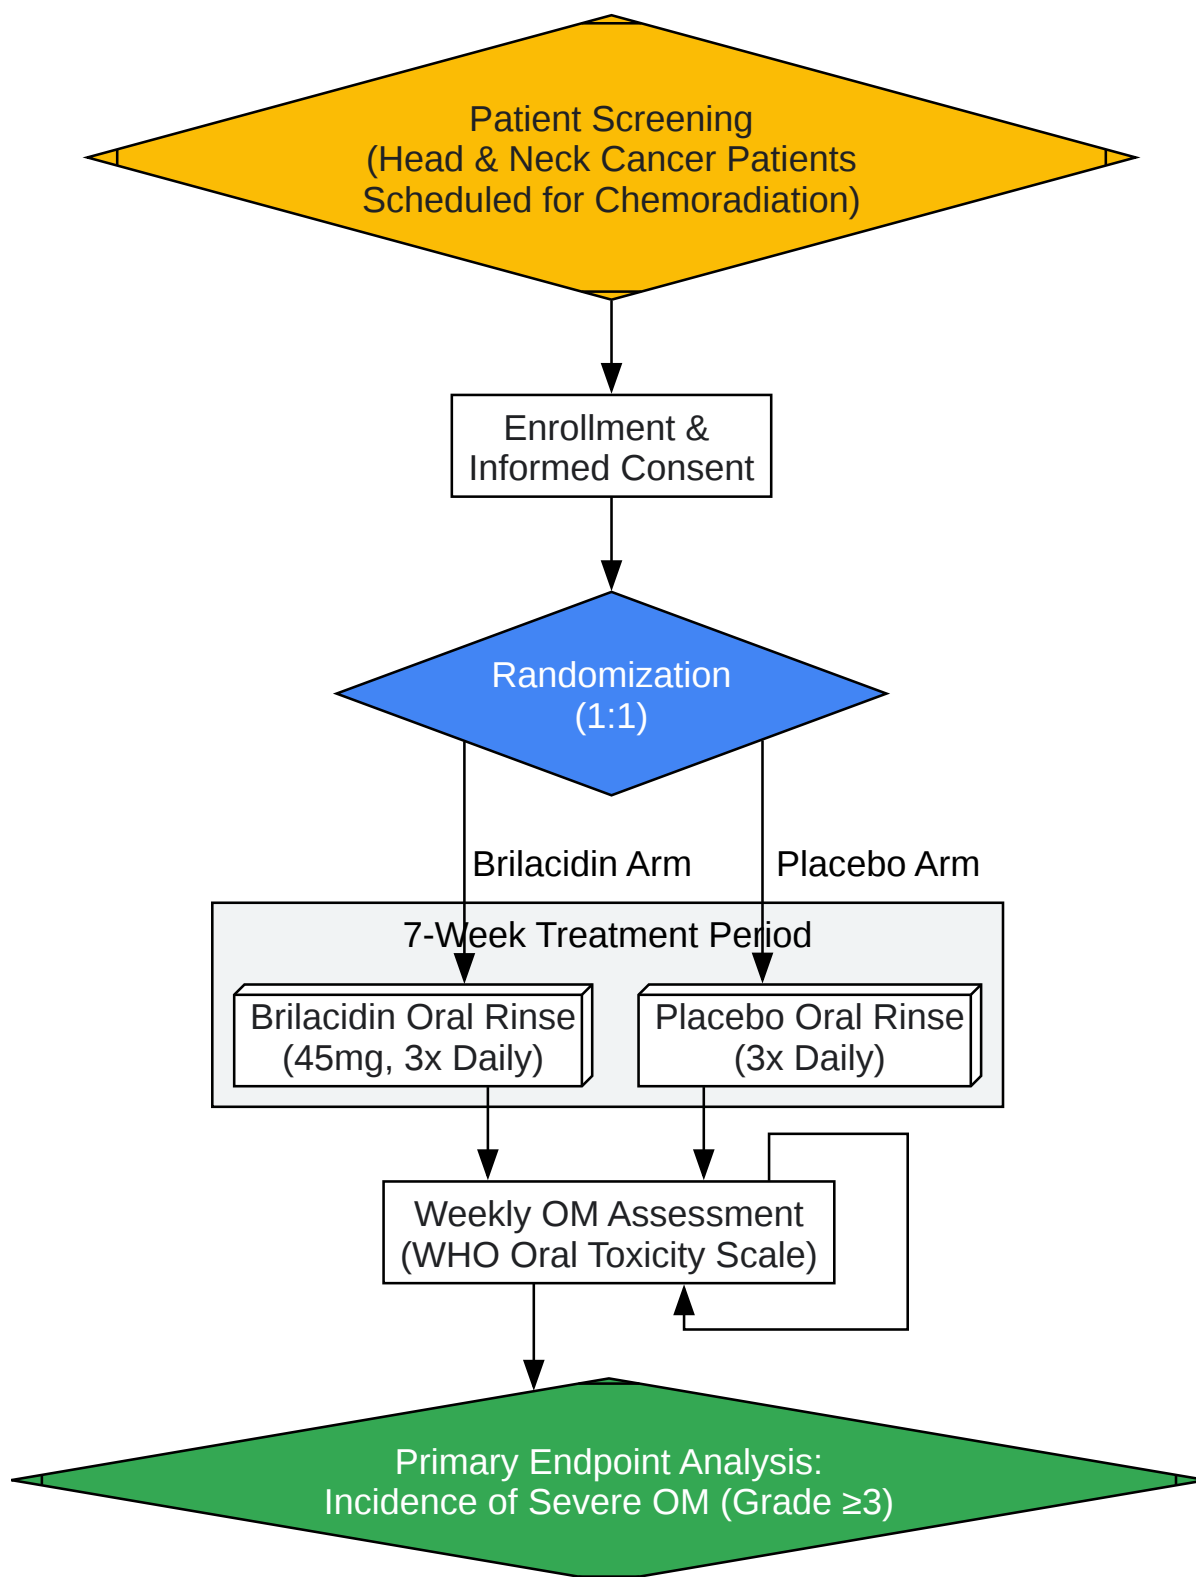 Patient Screening
(Head & Neck Cancer Patients
Scheduled for Chemoradiation)
Enrollment &
Informed Consent
Randomization
(1:1)
Brilacidin Arm
Placebo Arm
7-Week Treatment Period
Brilacidin Oral Rinse
(45mg, 3x Daily)
Placebo Oral Rinse
(3x Daily)
Weekly OM Assessment
(WHO Oral Toxicity Scale)
Primary Endpoint Analysis:
Incidence of Severe OM (Grade ≥3)